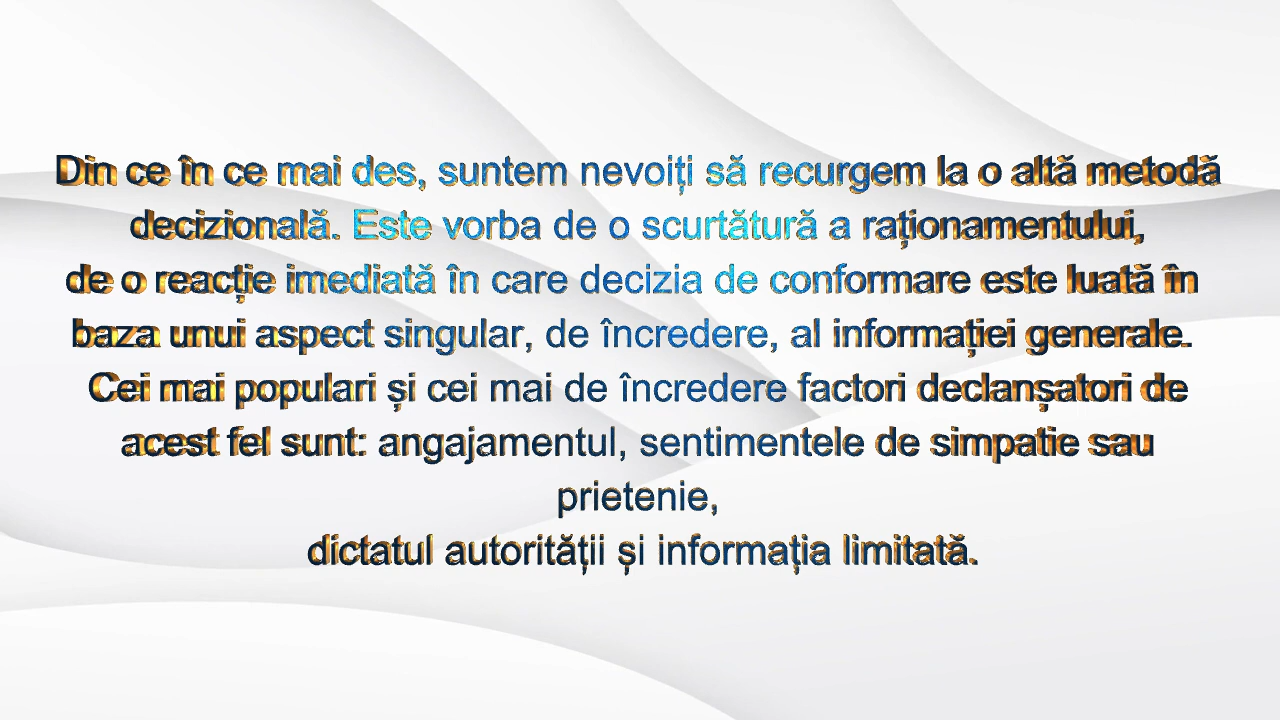 Din ce în ce mai des, suntem nevoiți să recurgem la o altă metodă
decizională. Este vorba de o scurtătură a raționamentului,
de o reacție imediată în care decizia de conformare este luată în
baza unui aspect singular, de încredere, al informației generale.
Cei mai populari și cei mai de încredere factori declanșatori de
acest fel sunt: angajamentul, sentimentele de simpatie sau
prietenie,
dictatul autorității și informația limitată.